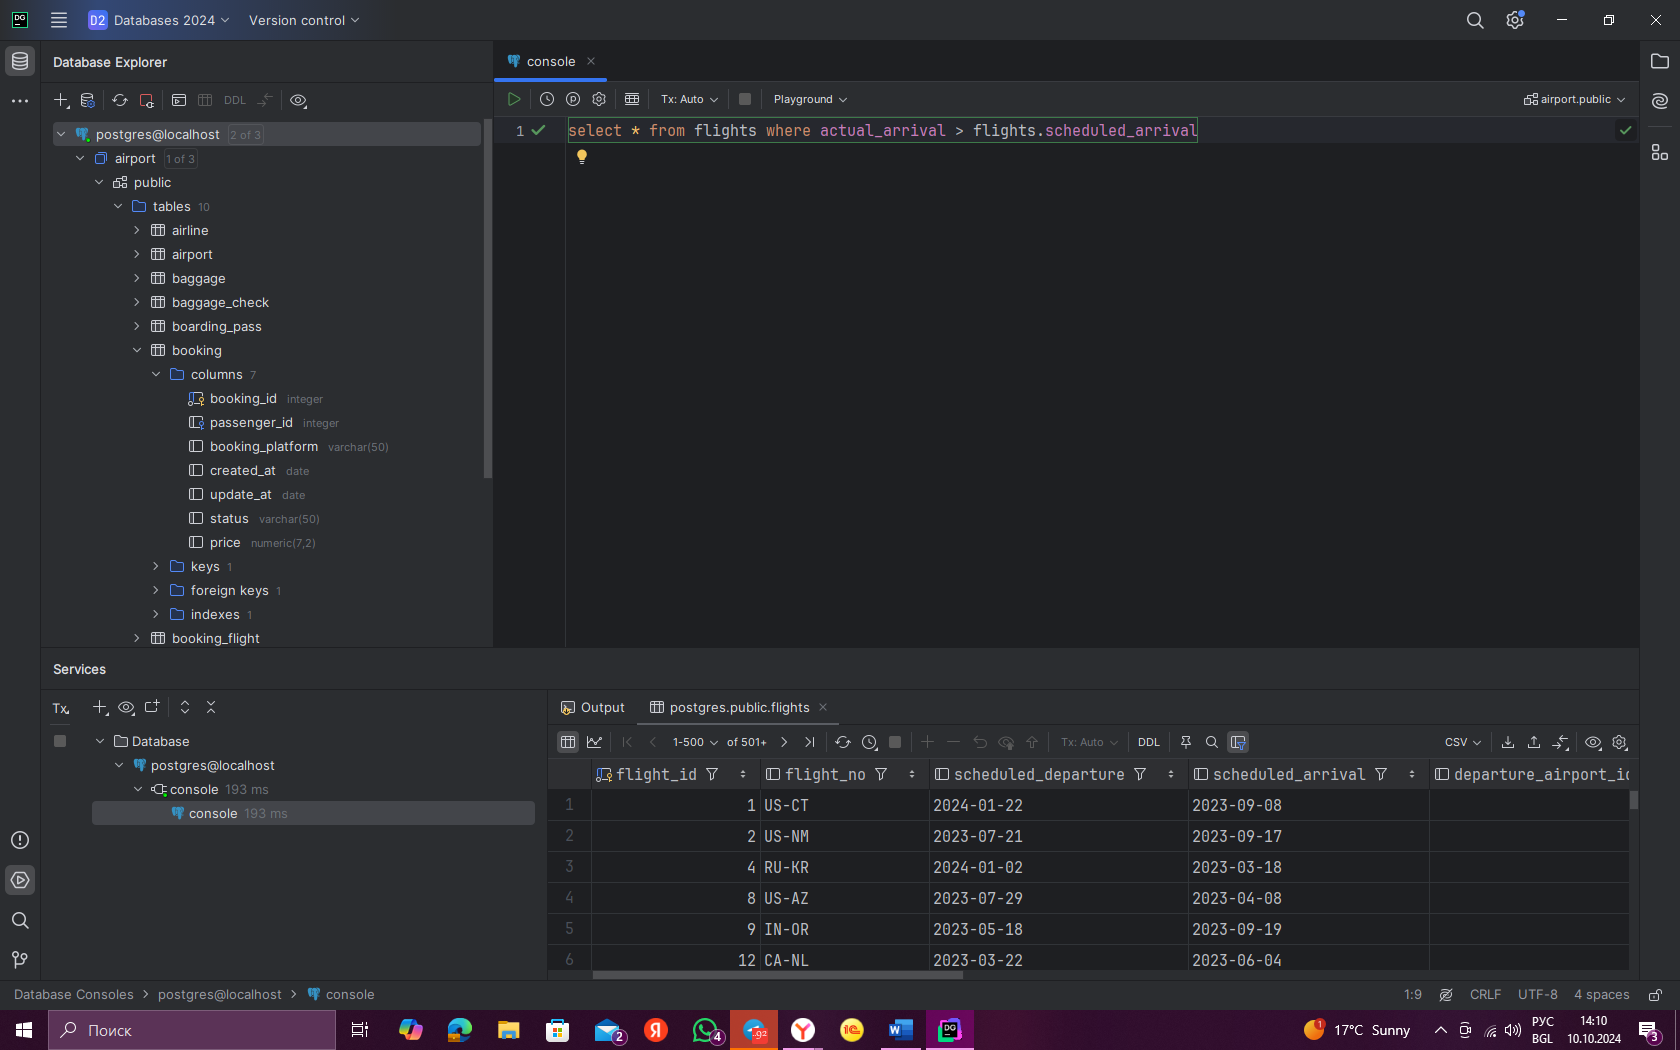 DG D2 Databases 2024 Version control
Database Explorer
console
DDL
Tx: Auto Playground airport.public
postgres@localhost 2 of 3
1 select * from flights where actual_arrival > flights.scheduled_arrival
airport 1 of 3
public
tables 10
airline
airport
baggage
baggage_check
boarding_pass
booking
columns 7
booking_id integer
passenger_id integer
booking_platform varchar(50)
created_at date
update_at date
status varchar(50)
price numeric(7,2)
keys 1
foreign keys 1
indexes 1
booking_flight
Services
Tx
Output postgres.public.flights
Database
postgres@localhost
console 193 ms
console 193 ms
1-500 of 501+ Tx: Auto DDL CSV
flight_id flight_no scheduled_departure scheduled_arrival departure_airport_id
1 1 US-CT 2024-01-22 2023-09-08
2 2 US-NM 2023-07-21 2023-09-17
3 4 RU-KR 2024-01-02 2023-03-18
4 8 US-AZ 2023-07-29 2023-04-08
5 9 IN-OR 2023-05-18 2023-09-19
6 12 CA-NL 2023-03-22 2023-06-04
Database Consoles > postgres@localhost > console
1:9 CRLF UTF-8 4 spaces
Поиск
2
Я
4
92
Y
1С
W
DG
1
17°C Sunny
РУС
BGL
14:10
10.10.2024
3